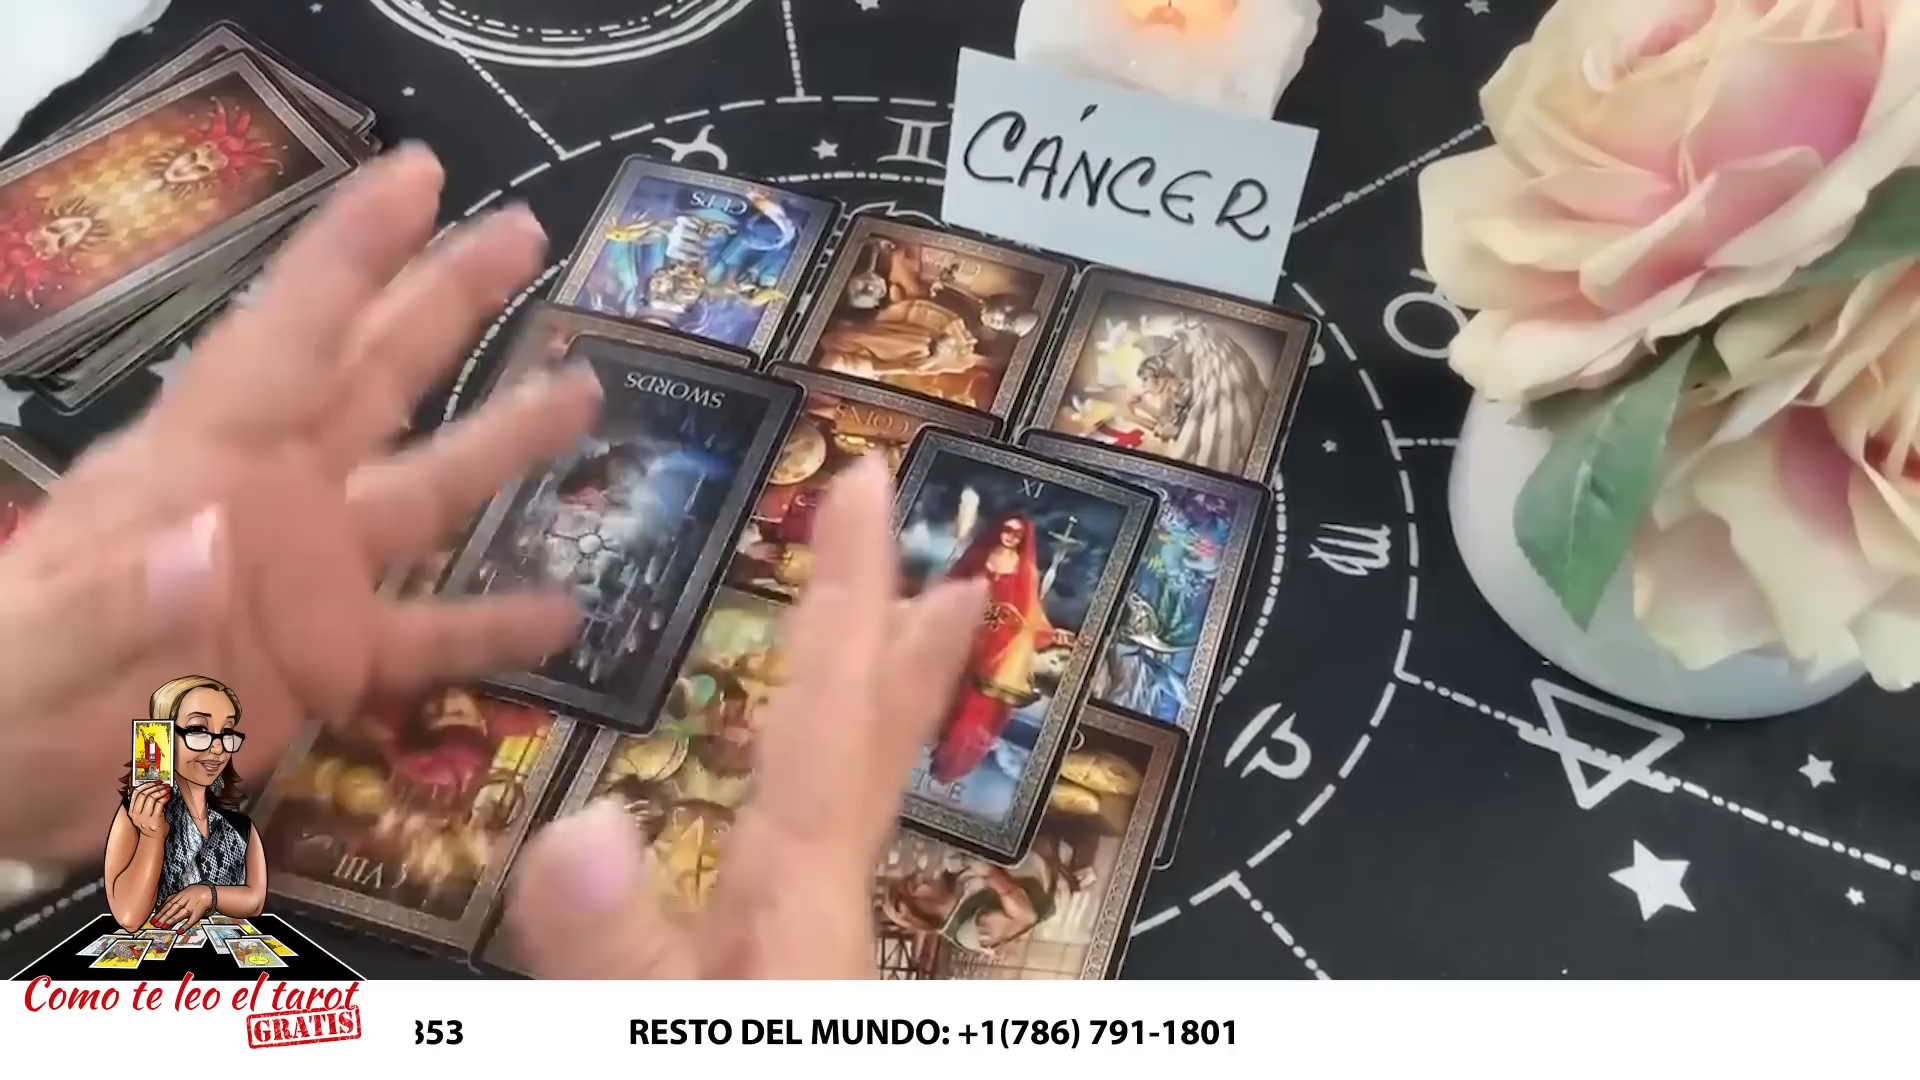 CÁNCER
CUPS
SWORDS
COINS
XI
VIII
Como te leo el tarot
GRATIS
353 RESTO DEL MUNDO: +1(786) 791-1801